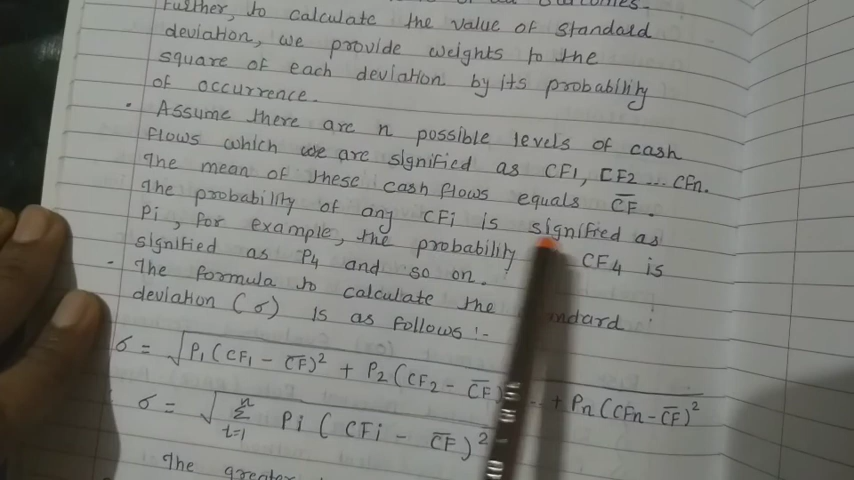 Further, to calculate the value of standard
deviation, we provide weights to the
square of each deviation by its probability
of occurrence.
• Assume there are n possible levels of cash
flows which we are signified as CF1, CF2 ... CFn.
The mean of these cash flows equals C̅F̅.
The probability of any CFi is signified as
Pi, for example, the probability CF4 is
signified as P4 and so on.
- The formula to calculate the ndard
deviation (σ) is as follows :-
σ = √P₁(CF₁ - C̅F̅)² + P₂(CF₂ - C̅F̅) ... + Pn(CFn - C̅F̅)²
σ = √ n∑t=1 Pi (CFi - C̅F̅)²
The greater